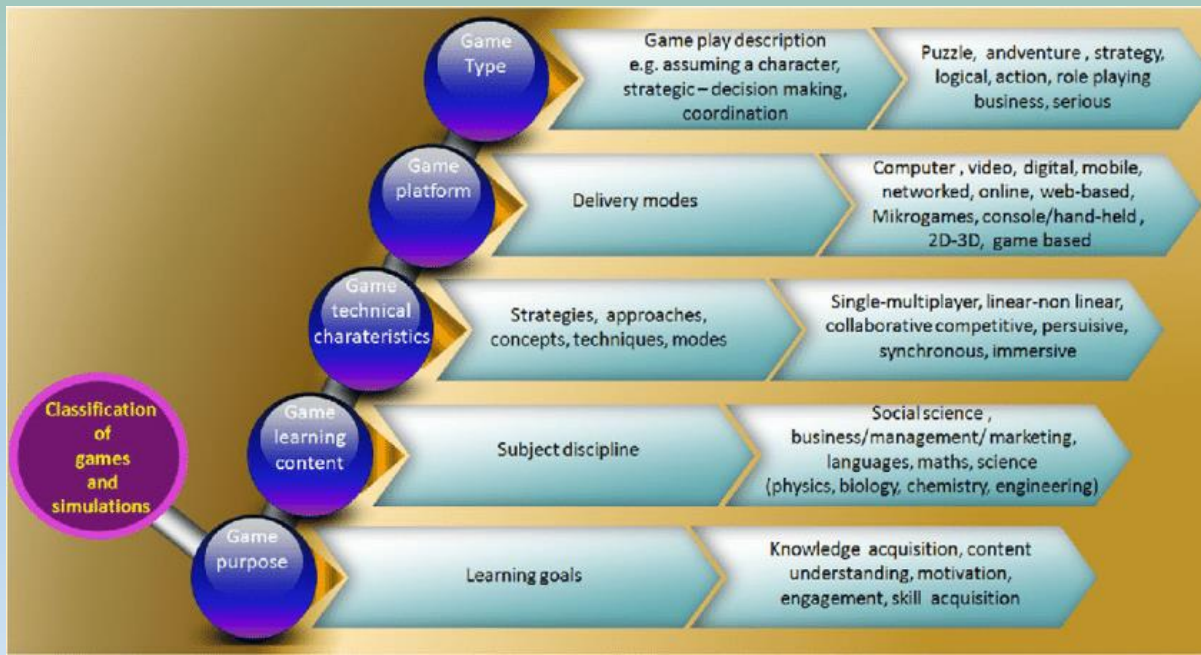 Game
Type
Game play description
e.g. assuming a character,
strategic – decision making,
coordination
Puzzle, andventure , strategy,
logical, action, role playing
business, serious
Game
platform
Delivery modes
Computer , video, digital, mobile,
networked, online, web-based,
Mikrogames, console/hand-held ,
2D-3D, game based
Game
technical
charateristics
Strategies, approaches,
concepts, techniques, modes
Single-multiplayer, linear-non linear,
collaborative competitive, persuisive,
synchronous, immersive
Classification
of
games
and
simulations
Game
learning
content
Subject discipline
Social science ,
business/management/ marketing,
languages, maths, science
(physics, biology, chemistry, engineering)
Game
purpose
Learning goals
Knowledge acquisition, content
understanding, motivation,
engagement, skill acquisition